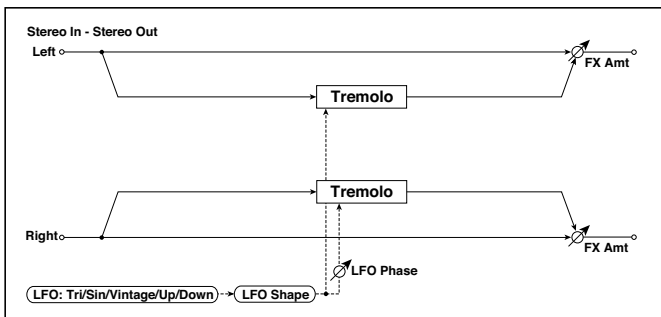 Stereo In - Stereo Out
Left
FX Amt
Tremolo
Tremolo
Right
FX Amt
LFO Phase
LFO: Tri/Sin/Vintage/Up/Down
LFO Shape